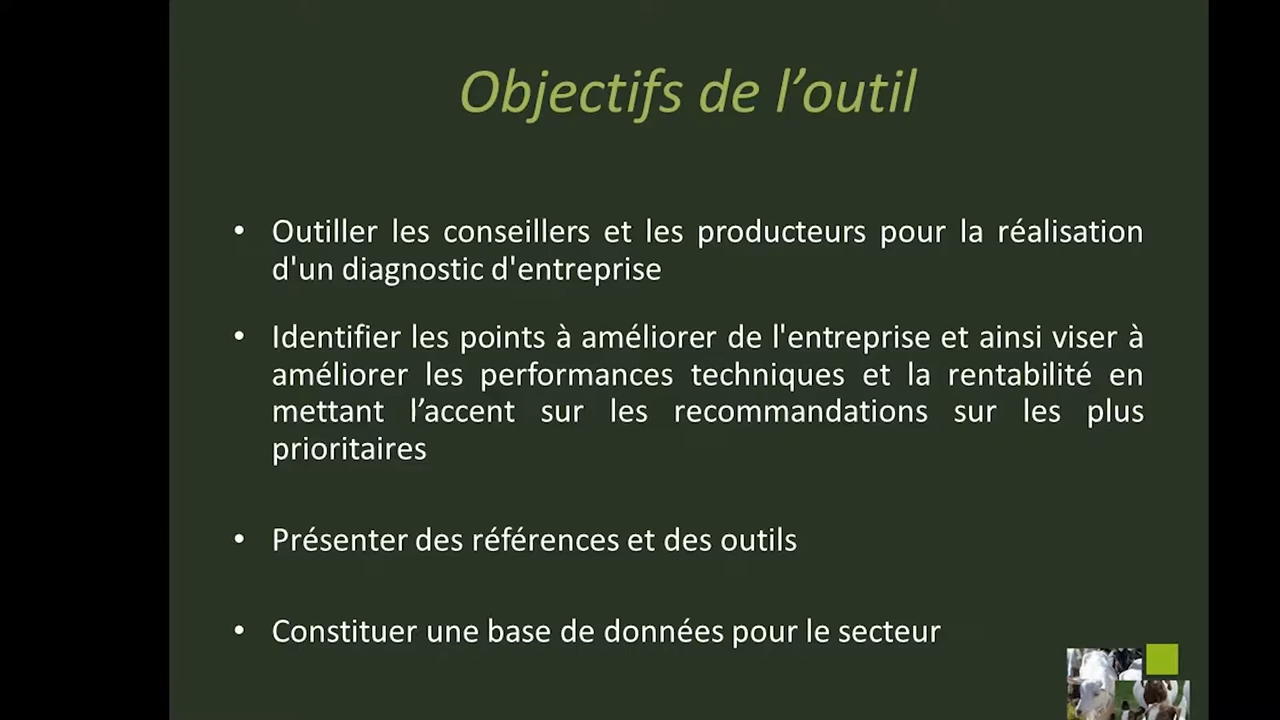 Objectifs de l’outil
• Outiller les conseillers et les producteurs pour la réalisation
d'un diagnostic d'entreprise
• Identifier les points à améliorer de l'entreprise et ainsi viser à
améliorer les performances techniques et la rentabilité en
mettant l’accent sur les recommandations sur les plus
prioritaires
• Présenter des références et des outils
• Constituer une base de données pour le secteur